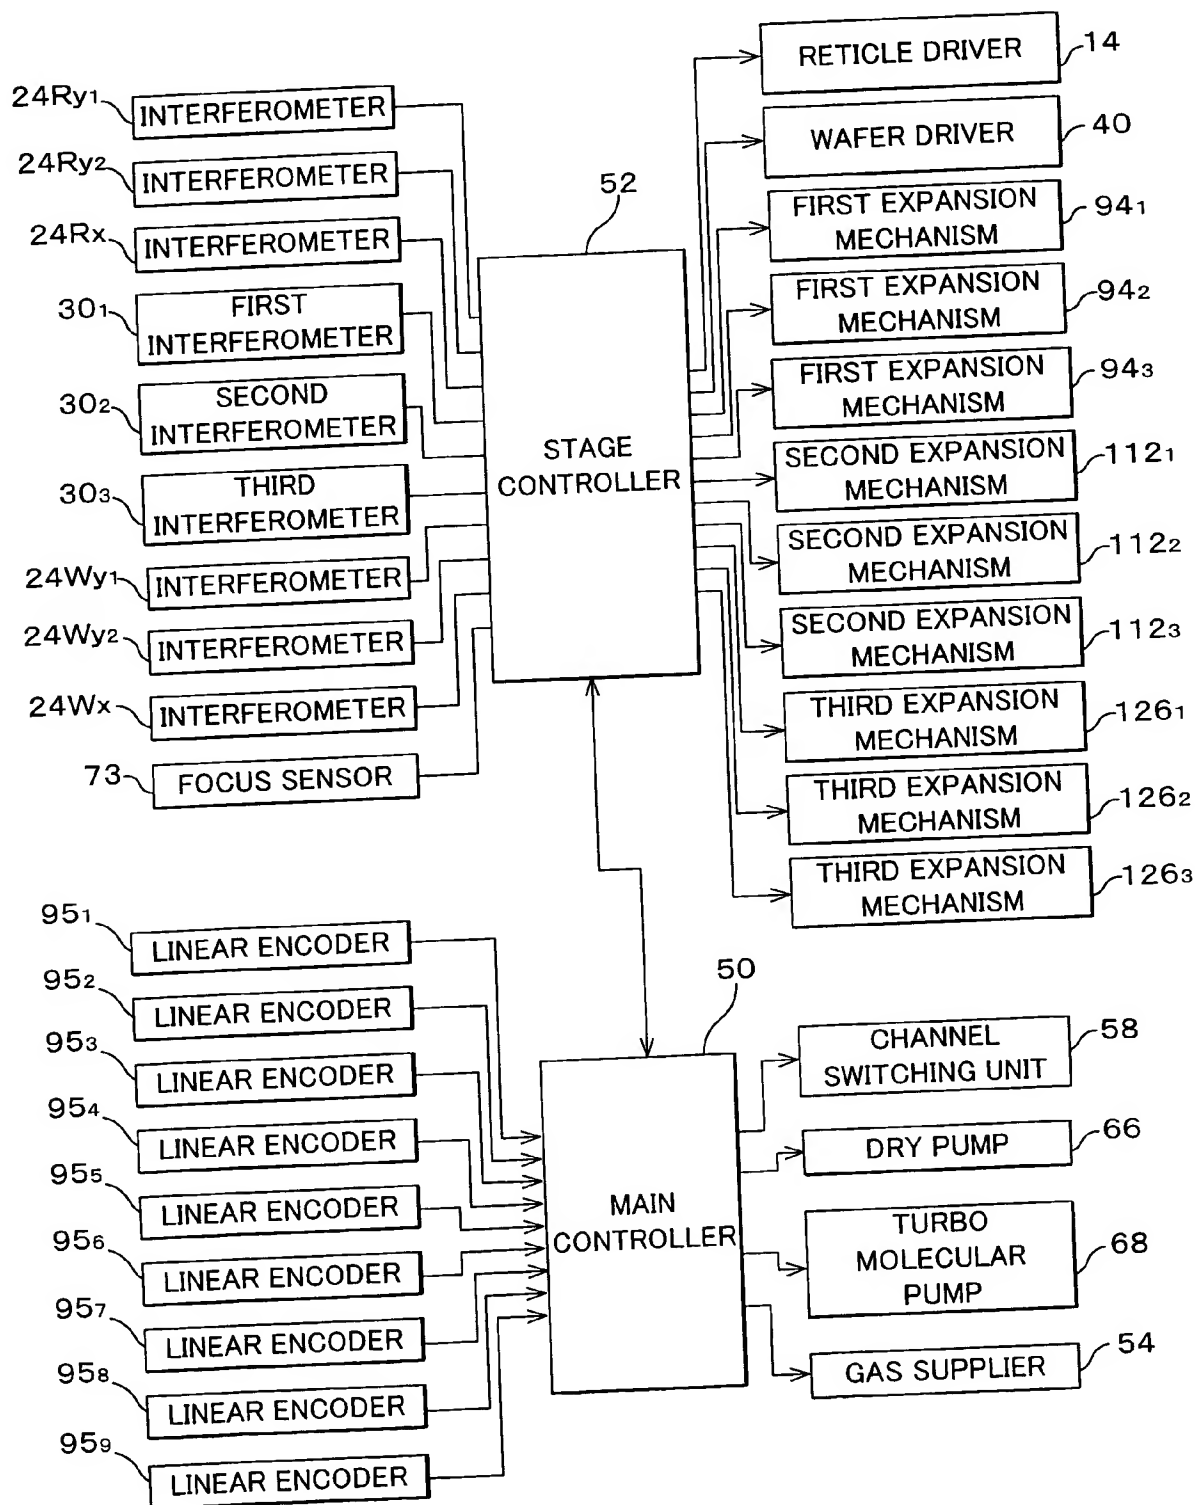 24Ry1
INTERFEROMETER
24Ry2
INTERFEROMETER
24Rx
INTERFEROMETER
301
FIRST
INTERFEROMETER
302
SECOND
INTERFEROMETER
303
THIRD
INTERFEROMETER
24Wy1
INTERFEROMETER
24Wy2
INTERFEROMETER
24Wx
INTERFEROMETER
73
FOCUS SENSOR
52
STAGE
CONTROLLER
RETICLE DRIVER
14
WAFER DRIVER
40
FIRST EXPANSION
MECHANISM
941
FIRST EXPANSION
MECHANISM
942
FIRST EXPANSION
MECHANISM
943
SECOND EXPANSION
MECHANISM
1121
SECOND EXPANSION
MECHANISM
1122
SECOND EXPANSION
MECHANISM
1123
THIRD EXPANSION
MECHANISM
1261
THIRD EXPANSION
MECHANISM
1262
THIRD EXPANSION
MECHANISM
1263
951
LINEAR ENCODER
952
LINEAR ENCODER
953
LINEAR ENCODER
954
LINEAR ENCODER
955
LINEAR ENCODER
956
LINEAR ENCODER
957
LINEAR ENCODER
958
LINEAR ENCODER
959
LINEAR ENCODER
50
MAIN
CONTROLLER
CHANNEL
SWITCHING UNIT
58
DRY PUMP
66
TURBO
MOLECULAR
PUMP
68
GAS SUPPLIER
54